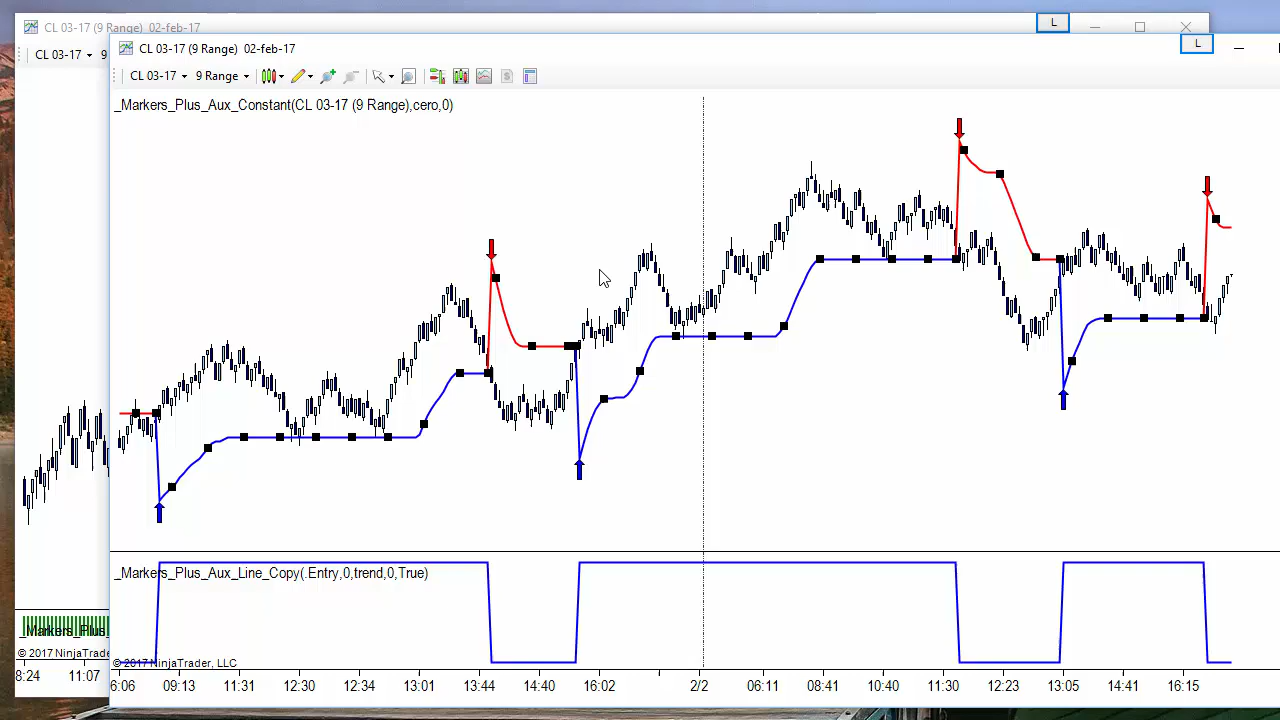 CL 03-17 (9 Range) 02-feb-17
L
CL 03-17 9
CL 03-17 (9 Range) 02-feb-17
L
CL 03-17 9 Range
_Markers_Plus_Aux_Constant(CL 03-17 (9 Range),cero,0)
_Markers_Plus_Aux_Line_Copy(.Entry,0,trend,0,True)
_Markers_Plus_
© 2017 NinjaTrader,
© 2017 NinjaTrader, LLC
8:24 11:07
6:06 09:13 11:31 12:30 12:34 13:01 13:44 14:40 16:02 2/2 06:11 08:41 10:40 11:30 12:23 13:05 14:41 16:15